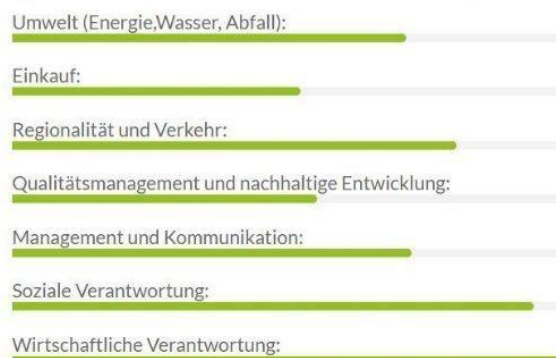 Umwelt (Energie,Wasser, Abfall):
Einkauf:
Regionalität und Verkehr:
Qualitätsmanagement und nachhaltige Entwicklung:
Management und Kommunikation:
Soziale Verantwortung:
Wirtschaftliche Verantwortung: